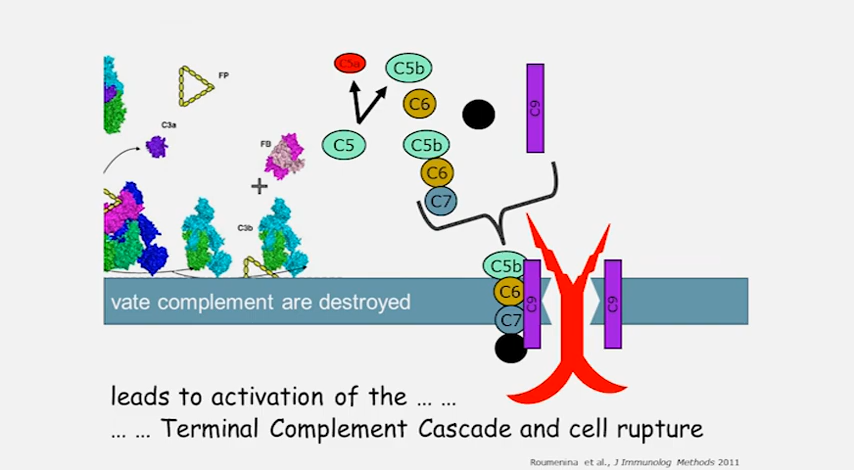 FP
C5a
C5b
C6
C9
C3a
FB
C5
C5b
C6
C7
C3b
C5b
C6
C7
C9
C9
vate complement are destroyed
leads to activation of the ... ...
... ... Terminal Complement Cascade and cell rupture
Roumenina et al., J Immunolog Methods 2011